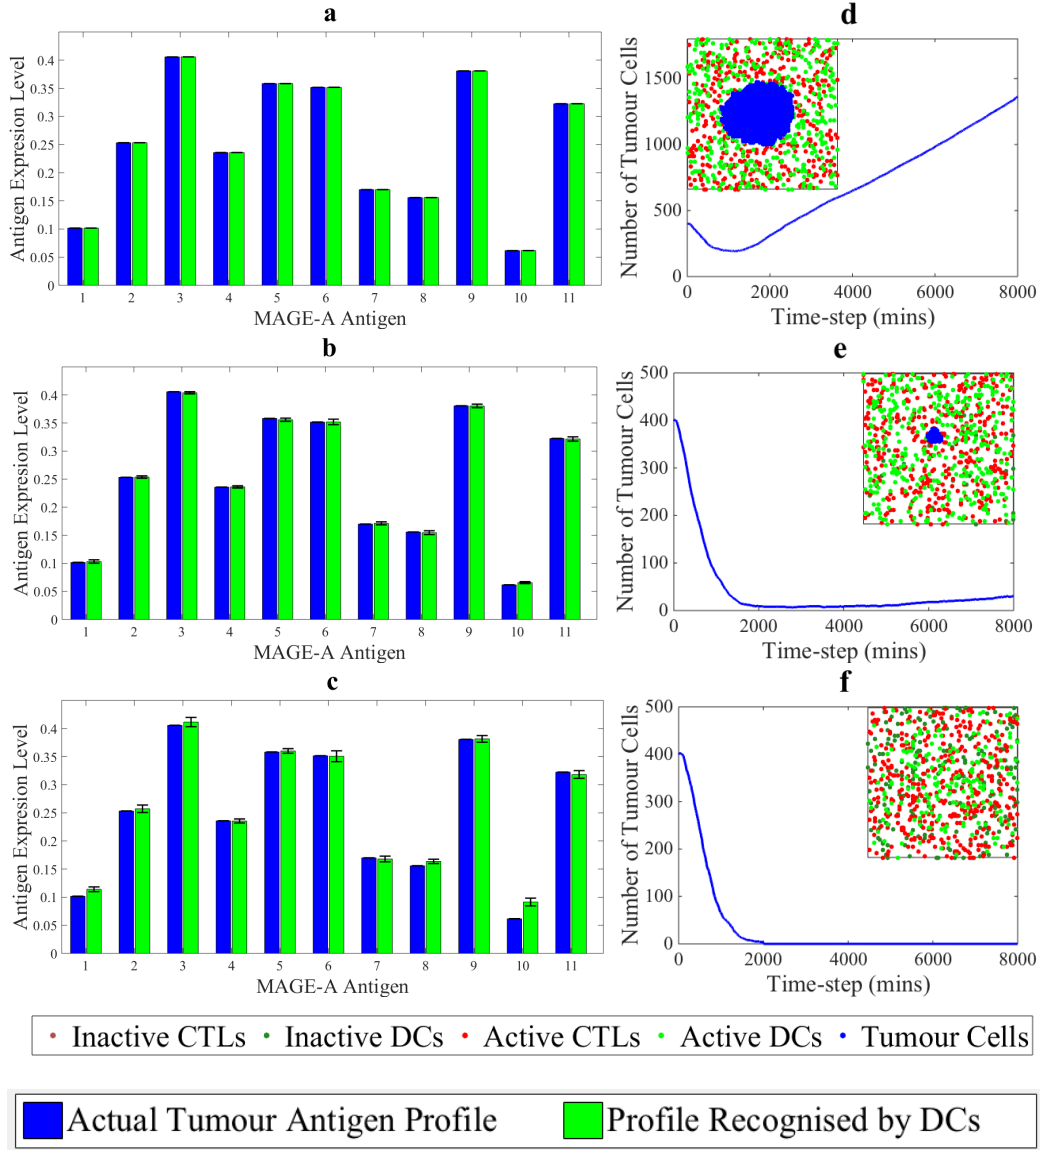 a
0.4
0.35
0.3
0.25
0.2
0.15
0.1
0.05
0
Antigen Expresion Level
1 2 3 4 5 6 7 8 9 10 11
MAGE-A Antigen
d
1500
1000
500
0
Number of Tumour Cells
0 2000 4000 6000 8000
Time-step (mins)
b
0.4
0.35
0.3
0.25
0.2
0.15
0.1
0.05
0
Antigen Expresion Level
1 2 3 4 5 6 7 8 9 10 11
MAGE-A Antigen
e
500
400
300
200
100
0
Number of Tumour Cells
0 2000 4000 6000 8000
Time-step (mins)
c
0.4
0.35
0.3
0.25
0.2
0.15
0.1
0.05
0
Antigen Expresion Level
1 2 3 4 5 6 7 8 9 10 11
MAGE-A Antigen
f
500
400
300
200
100
0
Number of Tumour Cells
0 2000 4000 6000 8000
Time-step (mins)
Inactive CTLs Inactive DCs Active CTLs Active DCs Tumour Cells
Actual Tumour Antigen Profile Profile Recognised by DCs